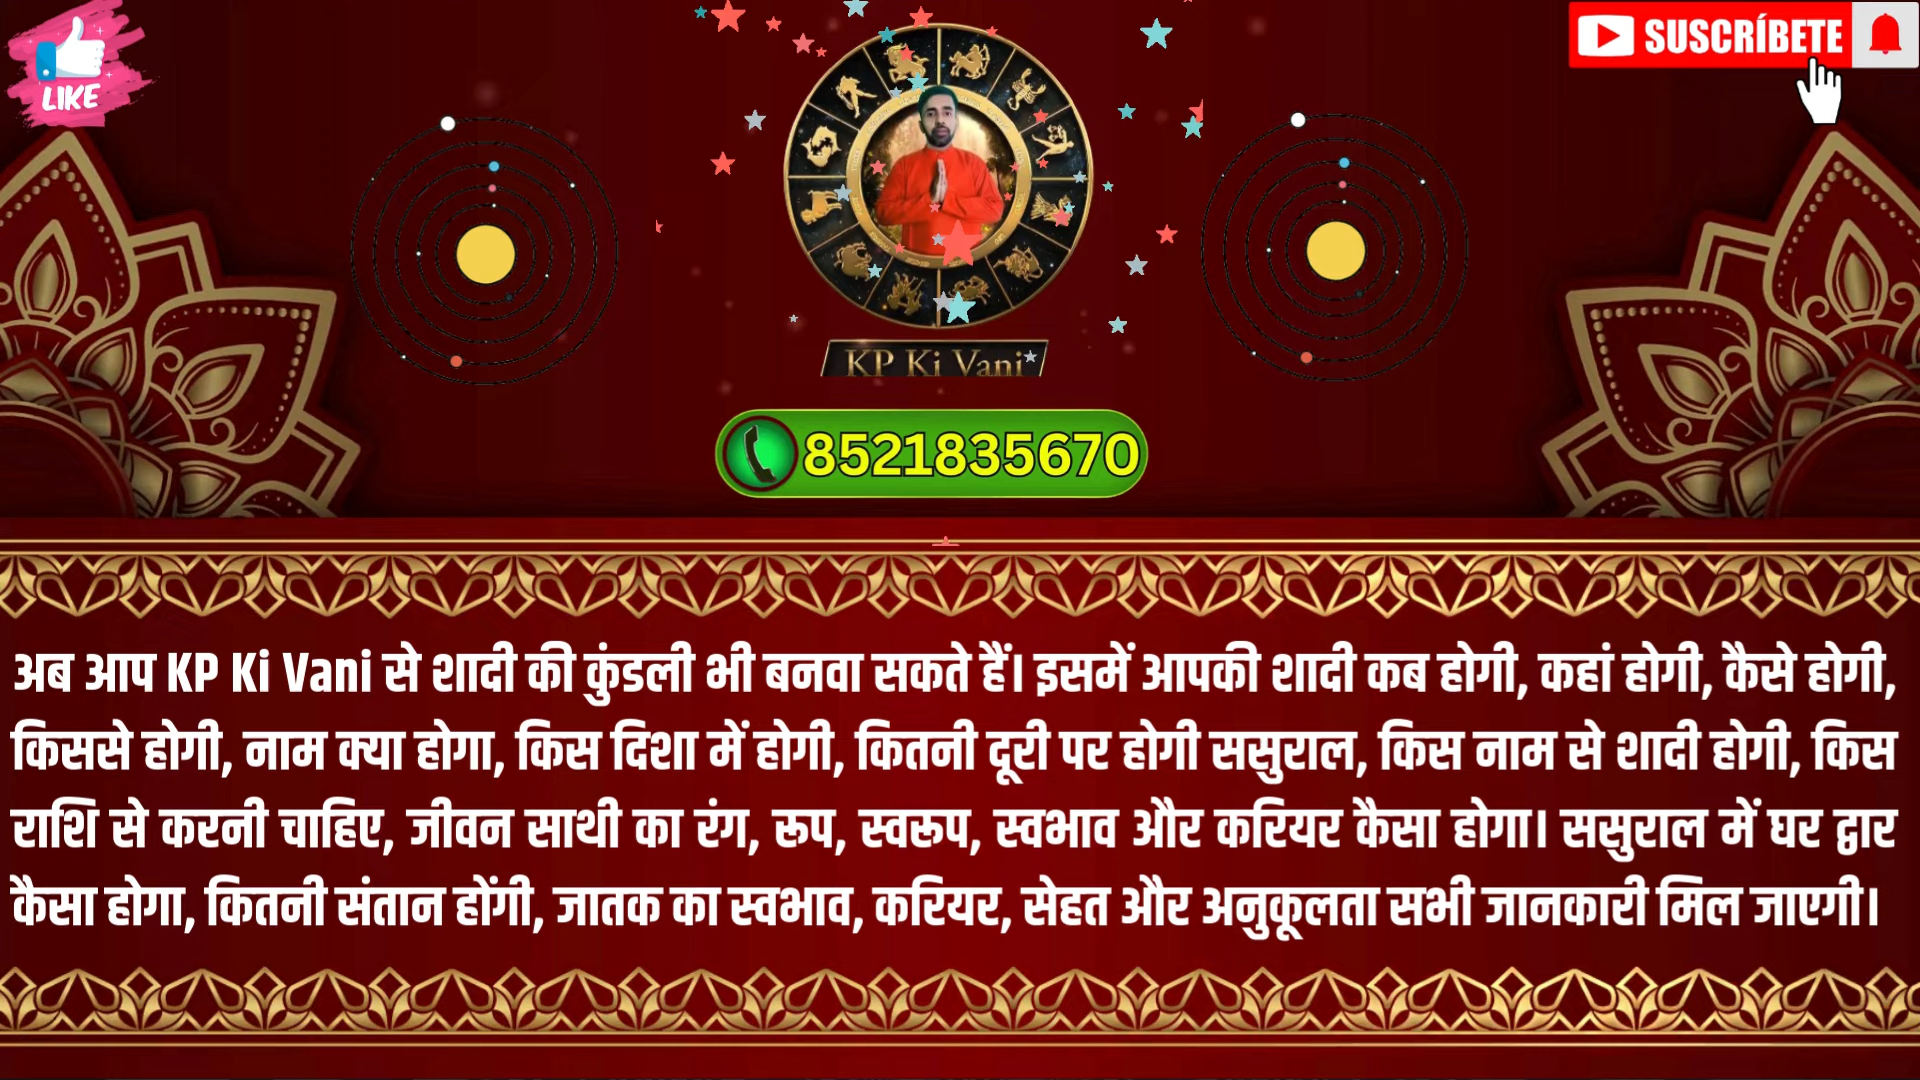 LIKE
SUSCRÍBETE
KP Ki Vani
8521835670
अब आप KP Ki Vani से शादी की कुंडली भी बनवा सकते हैं। इसमें आपकी शादी कब होगी, कहां होगी, कैसे होगी,
किससे होगी, नाम क्या होगा, किस दिशा में होगी, कितनी दूरी पर होगी ससुराल, किस नाम से शादी होगी, किस
राशि से करनी चाहिए, जीवन साथी का रंग, रूप, स्वरूप, स्वभाव और करियर कैसा होगा। ससुराल में घर द्वार
कैसा होगा, कितनी संतान होंगी, जातक का स्वभाव, करियर, सेहत और अनुकूलता सभी जानकारी मिल जाएगी।